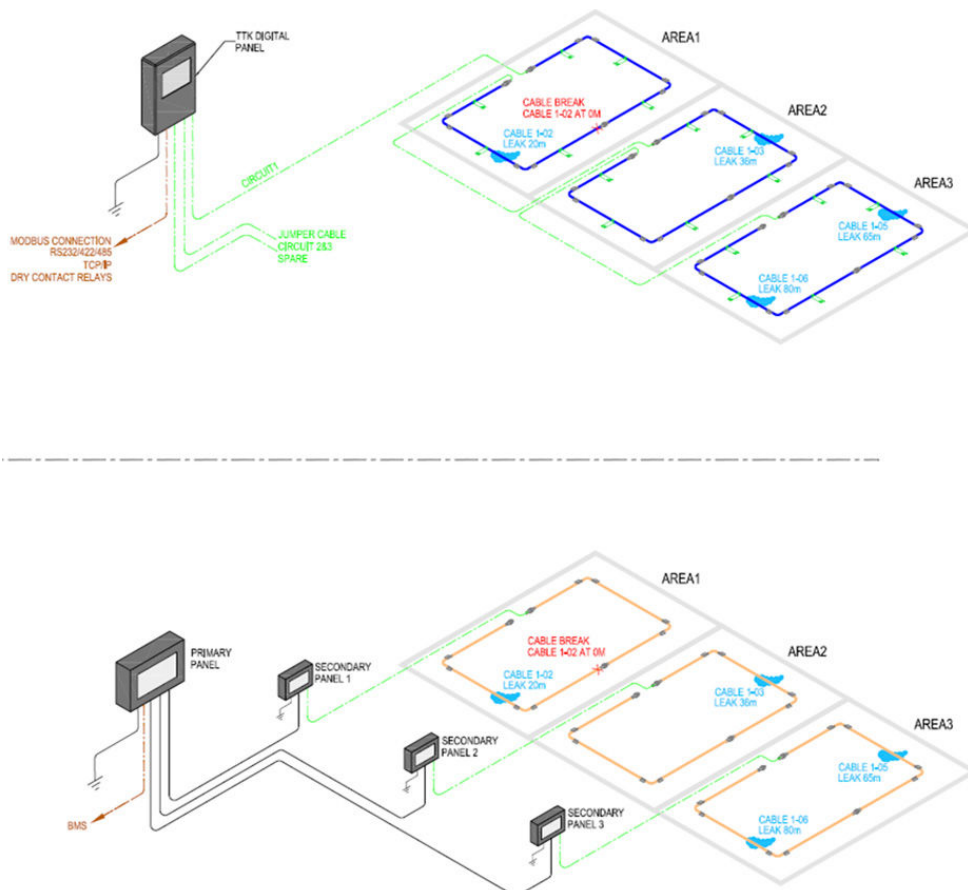 TTK DIGITAL
PANEL
AREA1
CABLE BREAK
CABLE 1-02 AT 0M
CABLE 1-02
LEAK 20m
AREA2
CABLE 1-03
LEAK 36m
AREA3
CABLE 1-05
LEAK 65m
CABLE 1-06
LEAK 80m
CIRCUIT1
JUMPER CABLE
CIRCUIT 2&3
SPARE
MODBUS CONNECTION
RS232/422/485
TCP/IP
DRY CONTACT RELAYS
AREA1
CABLE BREAK
CABLE 1-02 AT 0M
CABLE 1-02
LEAK 20m
PRIMARY
PANEL
SECONDARY
PANEL 1
AREA2
CABLE 1-03
LEAK 36m
SECONDARY
PANEL 2
AREA3
CABLE 1-05
LEAK 65m
CABLE 1-06
LEAK 80m
SECONDARY
PANEL 3
BMS